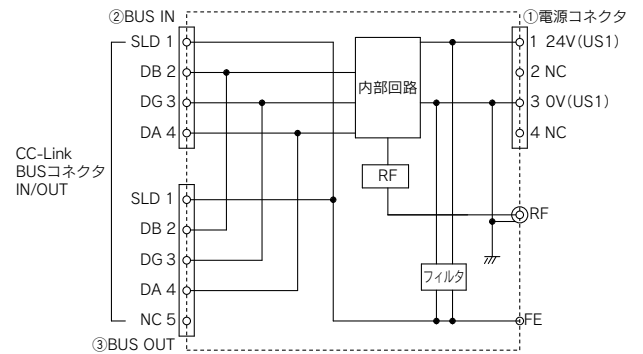 ②BUS IN
①電源コネクタ
SLD 1
DB 2
DG 3
DA 4
1 24V(US1)
2 NC
3 0V(US1)
4 NC
内部回路
RF
RF
CC-Link
BUSコネクタ
IN/OUT
SLD 1
DB 2
DG 3
DA 4
NC 5
フィルタ
FE
③BUS OUT